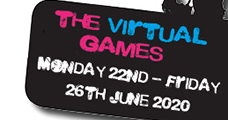 THE VIRTUAL
GAMES
MONDAY 22ND – FRIDAY
26TH JUNE 2020